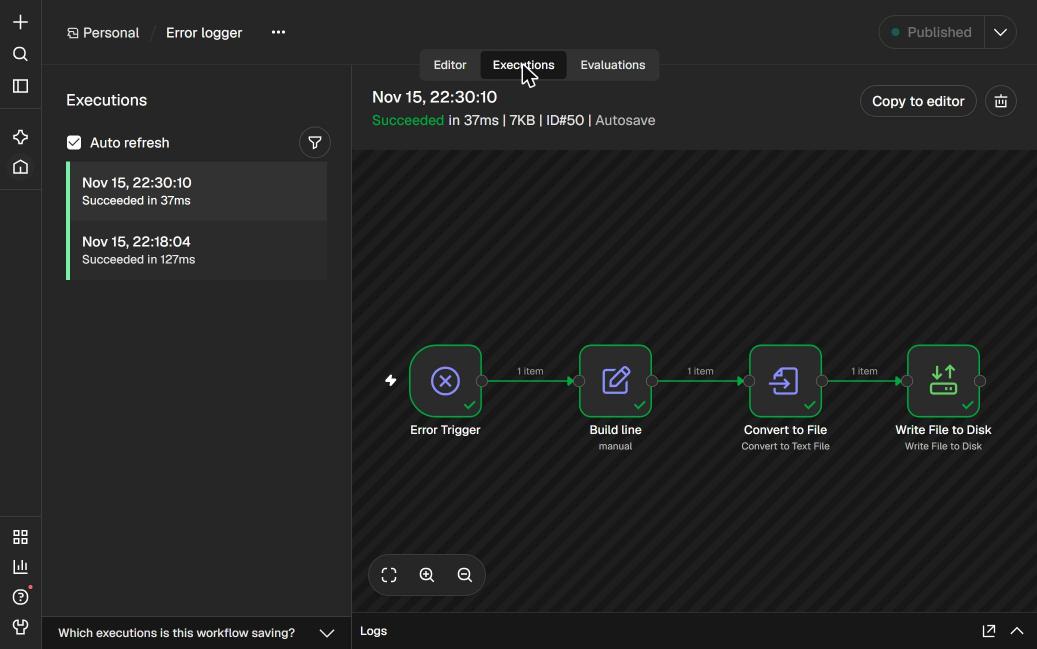 Personal / Error logger
Published
Editor
Executions
Evaluations
Executions
Auto refresh
Nov 15, 22:30:10
Succeeded in 37ms
Nov 15, 22:18:04
Succeeded in 127ms
Nov 15, 22:30:10
Succeeded in 37ms | 7KB | ID#50 | Autosave
Copy to editor
1 item
1 item
1 item
Error Trigger
Build line
manual
Convert to File
Convert to Text File
Write File to Disk
Write File to Disk
Which executions is this workflow saving?
Logs